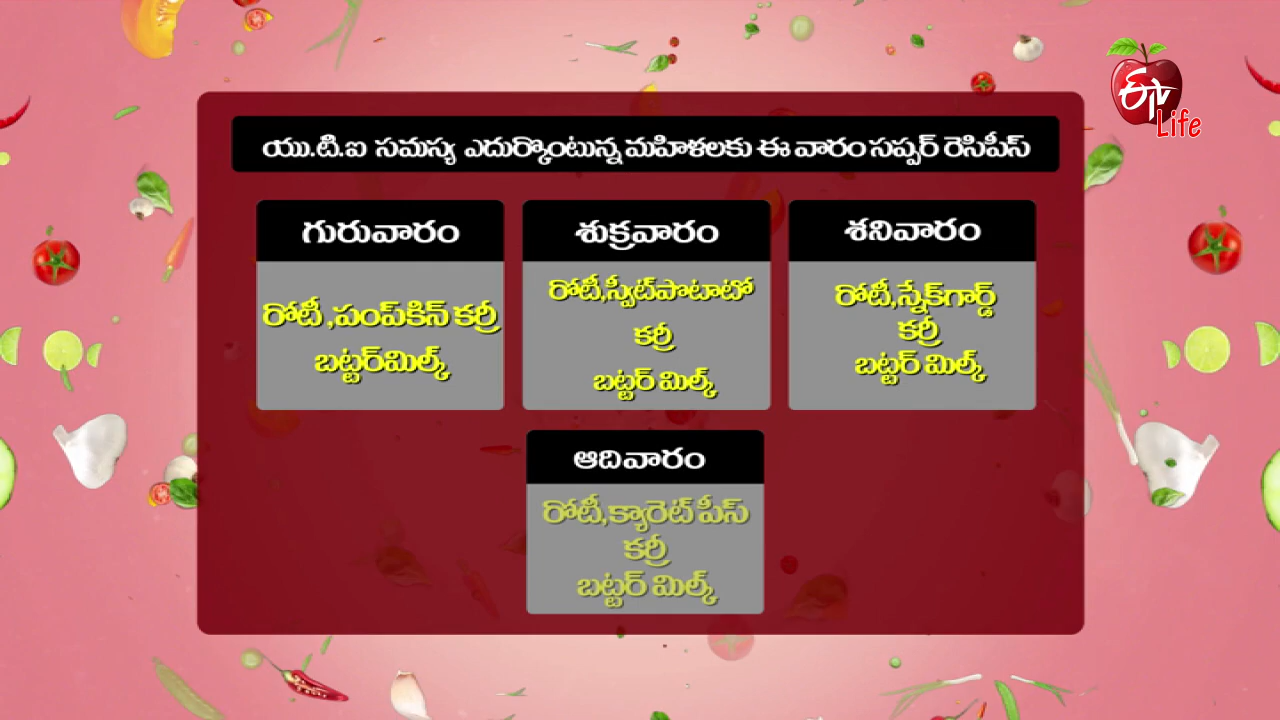 ఈtv
Life
యు.టి.ఐ సమస్య ఎదుర్కొంటున్న మహిళలకు ఈ వారం సప్పర్ రెసిపీస్
గురువారం
రోటీ ,పంప్‌కిన్ కర్రీ
బట్టర్‌మిల్క్
శుక్రవారం
రోటీ,స్వీట్‌పొటాటో
కర్రీ
బట్టర్ మిల్క్
శనివారం
రోటీ,స్నేక్‌గార్డ్
కర్రీ
బట్టర్ మిల్క్
ఆదివారం
రోటీ,క్యారెట్ పీస్
కర్రీ
బట్టర్ మిల్క్